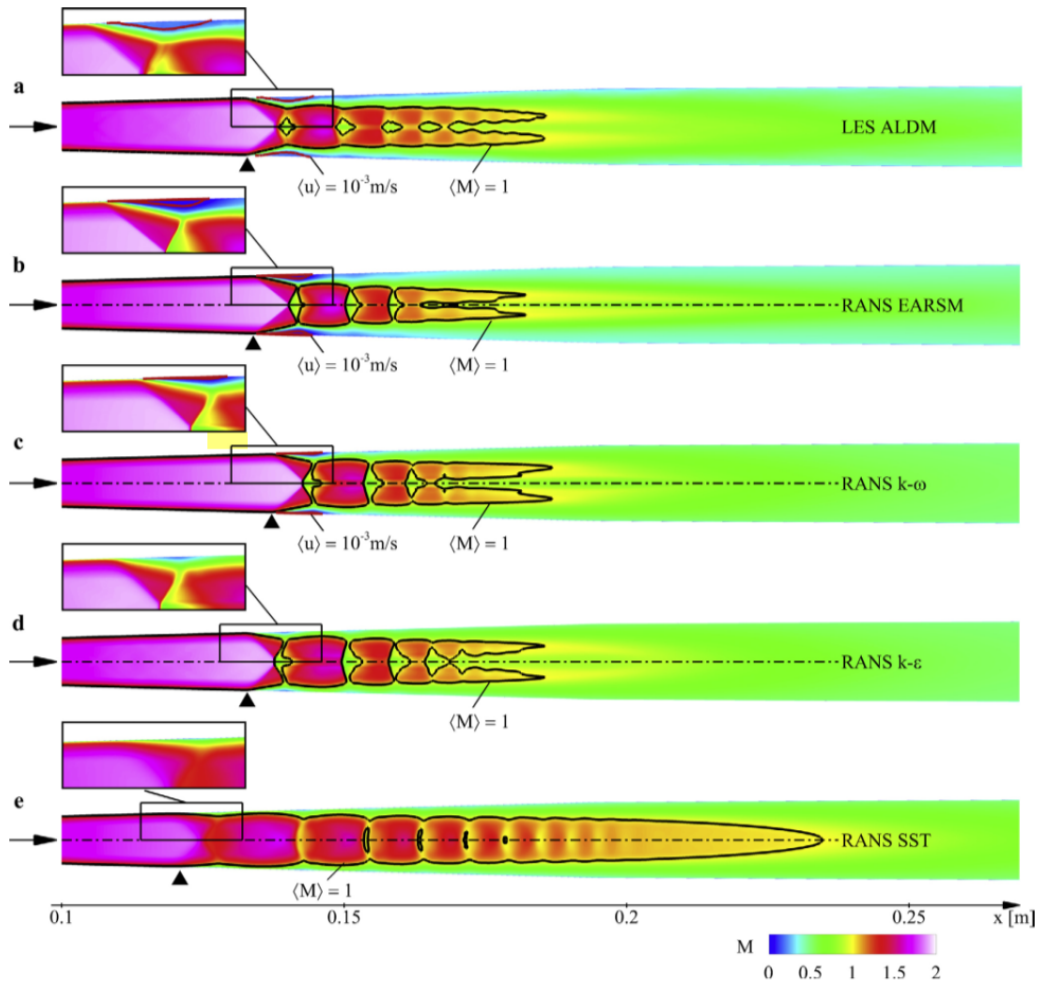 a
LES ALDM
⟨u⟩ = 10⁻³m/s
⟨M⟩ = 1
b
RANS EARSM
⟨u⟩ = 10⁻³m/s
⟨M⟩ = 1
c
RANS k-ω
⟨u⟩ = 10⁻³m/s
⟨M⟩ = 1
d
RANS k-ε
⟨M⟩ = 1
e
RANS SST
⟨M⟩ = 1
0.1 0.15 0.2 0.25 x [m]
M
0 0.5 1 1.5 2